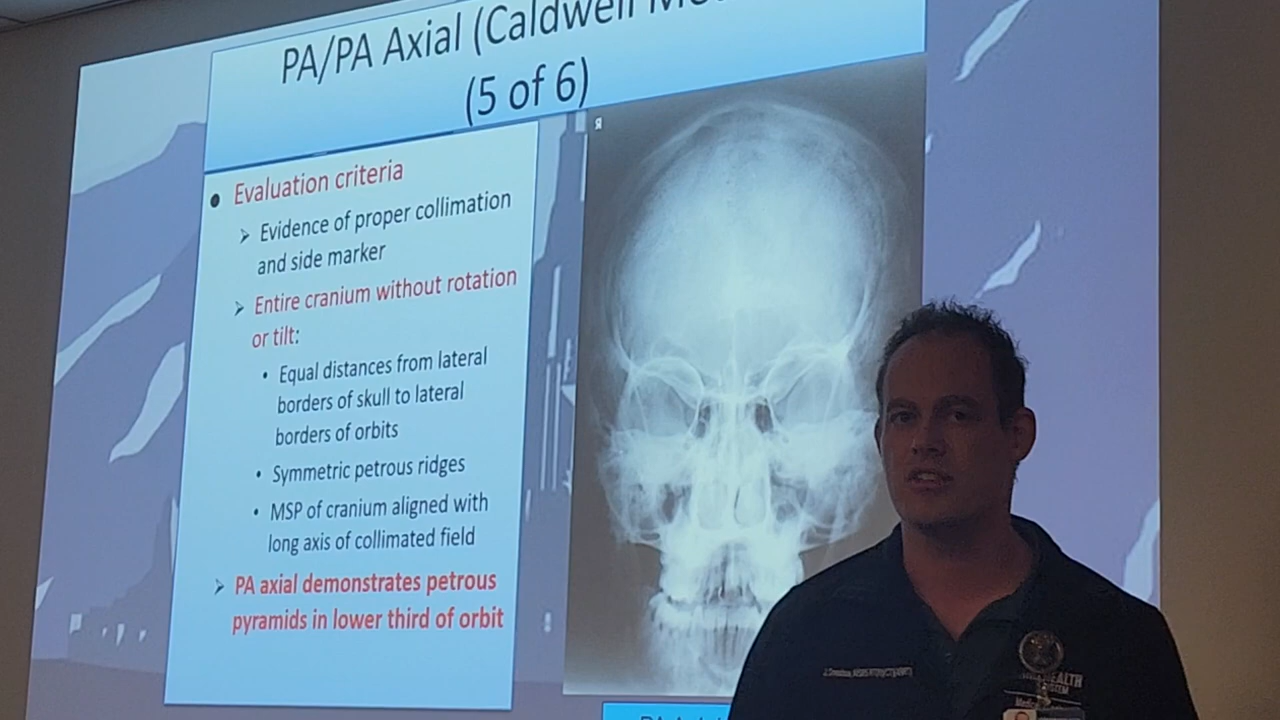 PA/PA Axial (Caldwell
(5 of 6)
R
• Evaluation criteria
➢ Evidence of proper collimation
and side marker
➢ Entire cranium without rotation
or tilt:
• Equal distances from lateral
borders of skull to lateral
borders of orbits
• Symmetric petrous ridges
• MSP of cranium aligned with
long axis of collimated field
➢ PA axial demonstrates petrous
pyramids in lower third of orbit